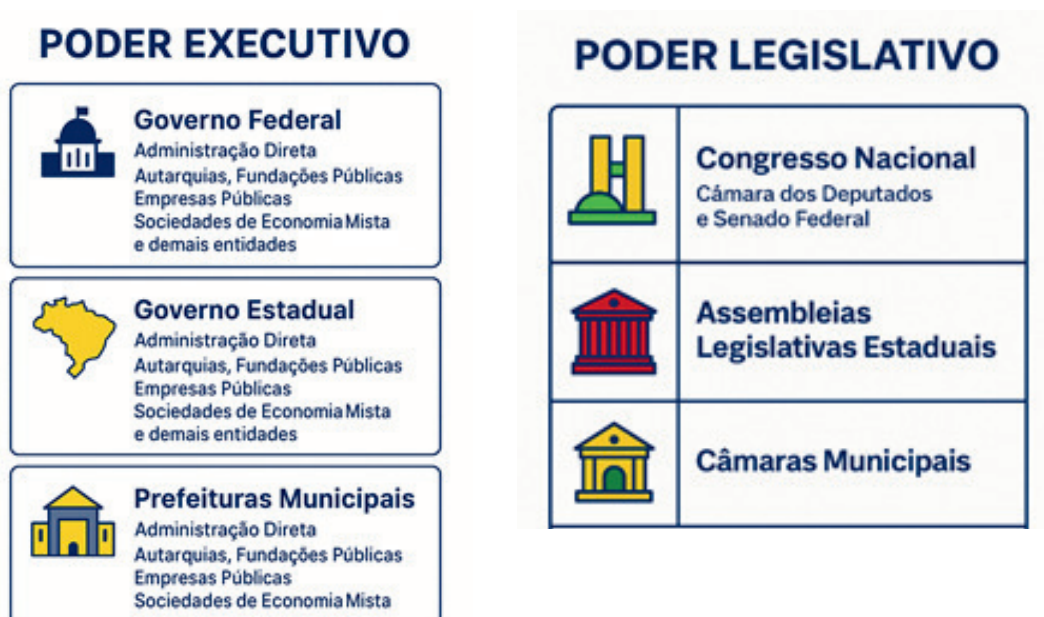 PODER EXECUTIVO
Governo Federal
Administração Direta
Autarquias, Fundações Públicas
Empresas Públicas
Sociedades de Economia Mista
e demais entidades
Governo Estadual
Administração Direta
Autarquias, Fundações Públicas
Empresas Públicas
Sociedades de Economia Mista
e demais entidades
Prefeituras Municipais
Administração Direta
Autarquias, Fundações Públicas
Empresas Públicas
Sociedades de Economia Mista
PODER LEGISLATIVO
Congresso Nacional
Câmara dos Deputados
e Senado Federal
Assembleias
Legislativas Estaduais
Câmaras Municipais